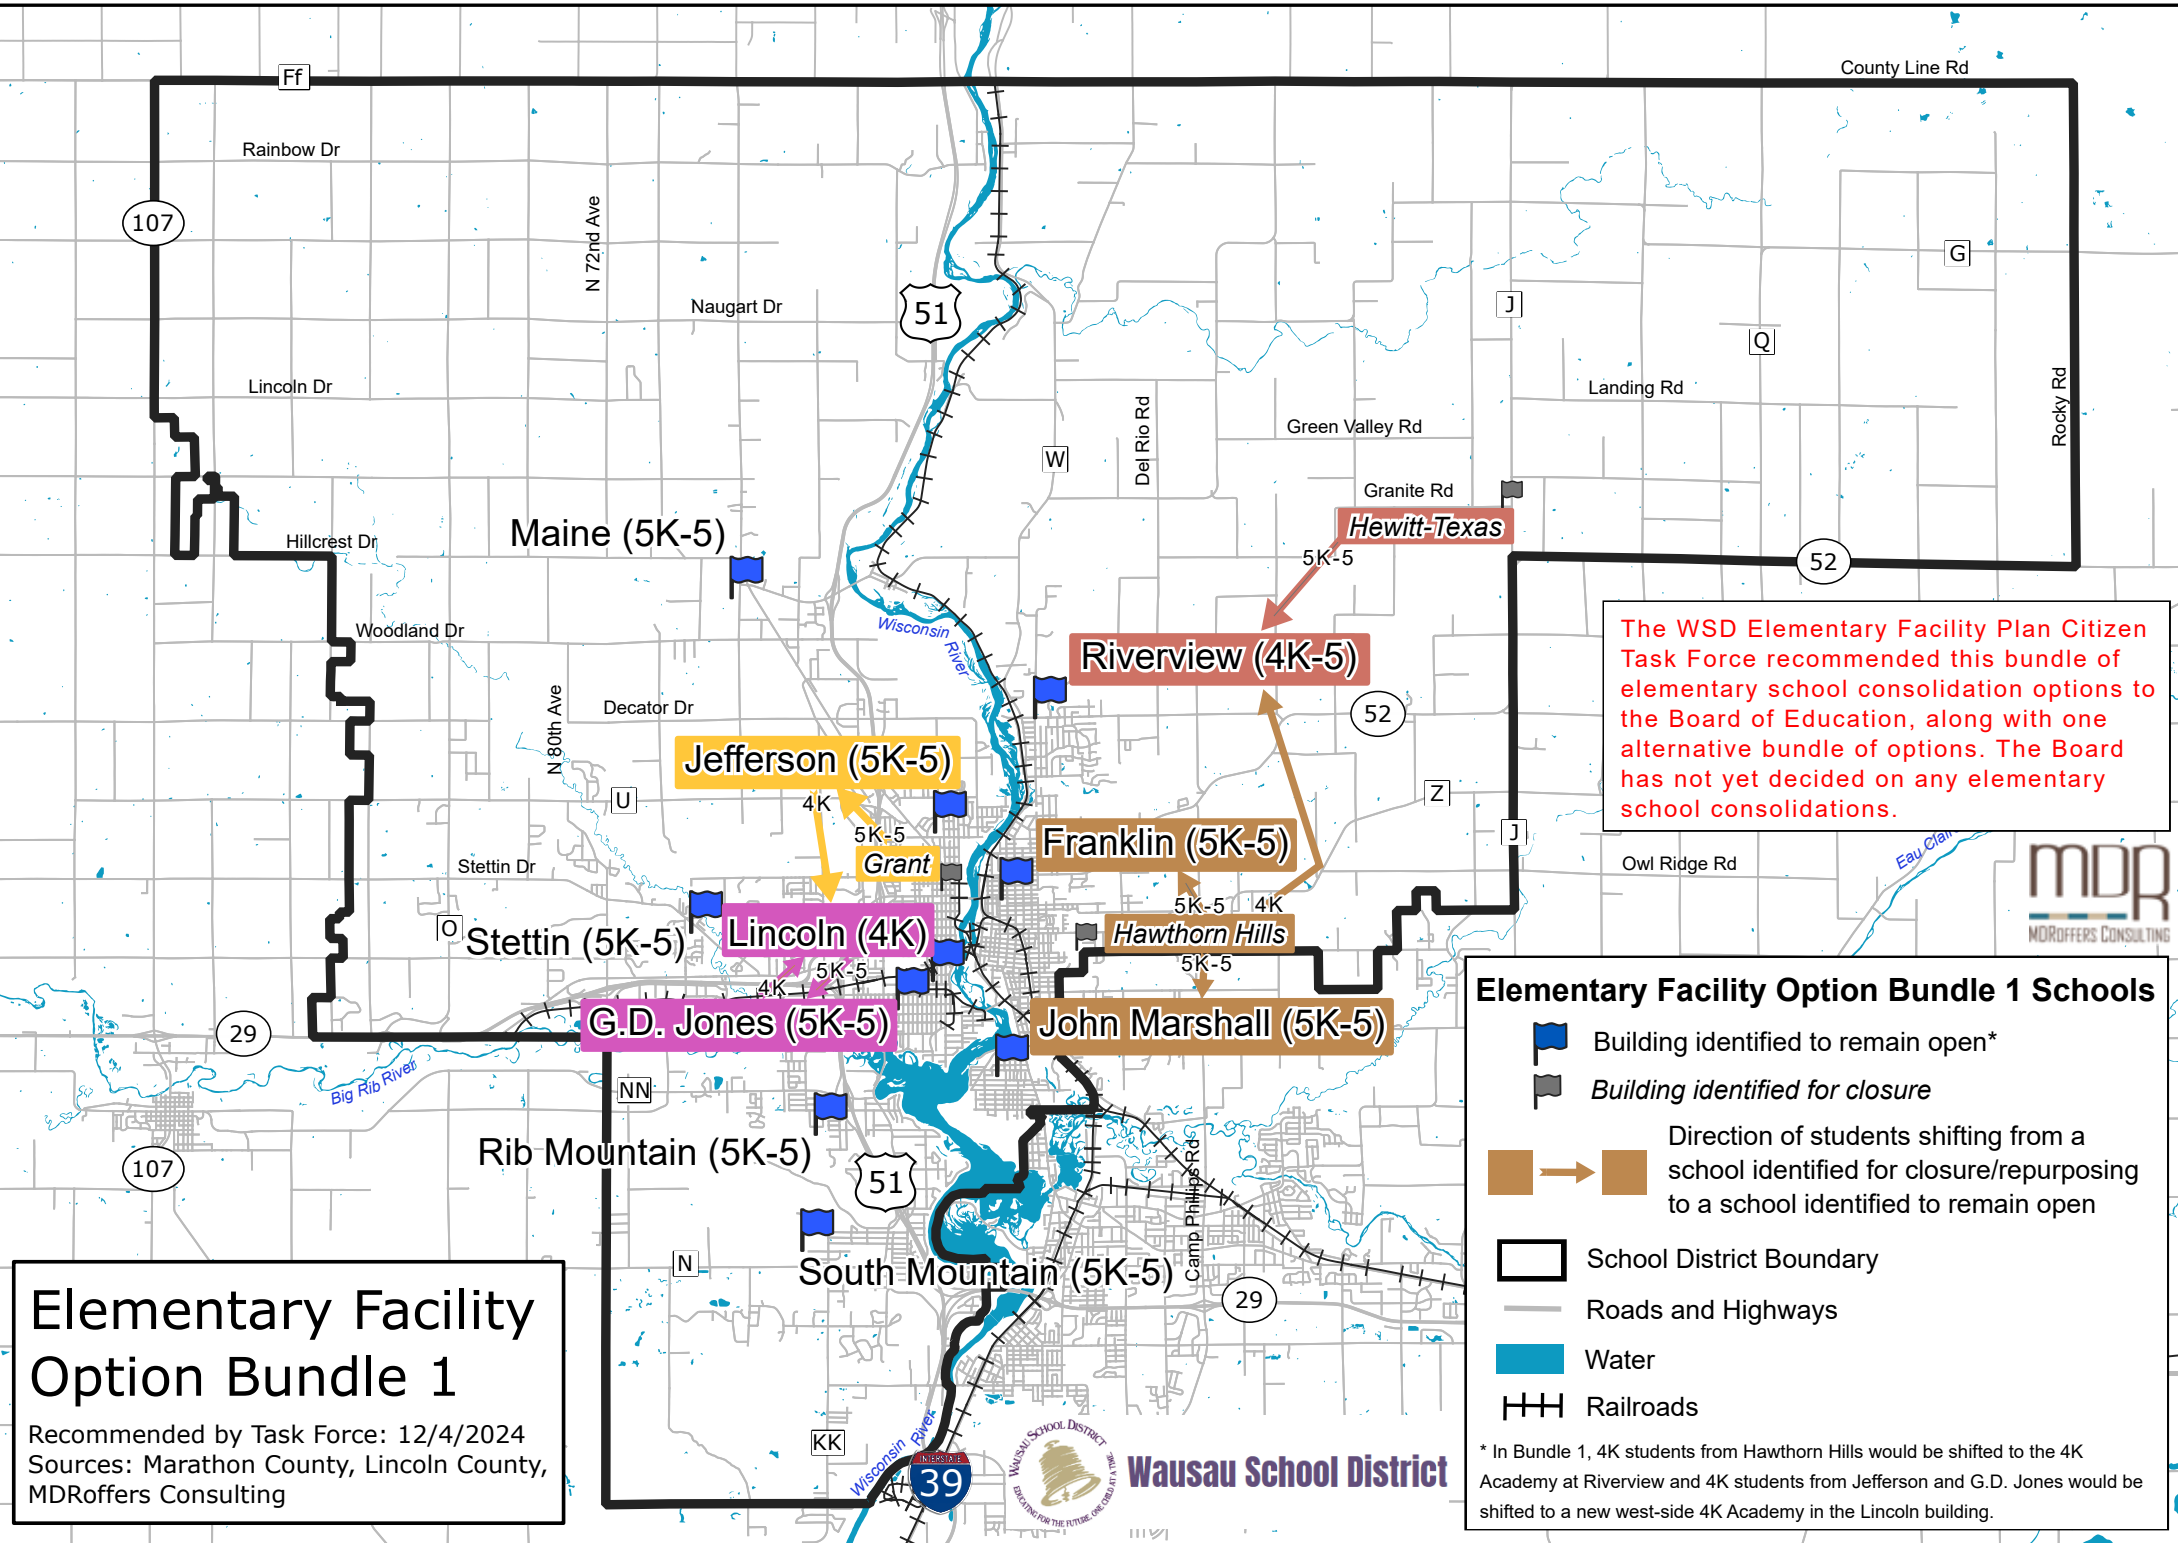 County Line Rd
Ff
Rainbow Dr
107
N 72nd Ave
G
Naugart Dr
51
J
Q
Lincoln Dr
Landing Rd
Rocky Rd
Del Rio Rd
Green Valley Rd
W
Granite Rd
Maine (5K-5)
Hewitt-Texas
Hillcrest Dr
5K-5
52
Wisconsin
River
Woodland Dr
Riverview (4K-5)
The WSD Elementary Facility Plan Citizen
Task Force recommended this bundle of
elementary school consolidation options to
the Board of Education, along with one
alternative bundle of options. The Board
has not yet decided on any elementary
school consolidations.
N 80th Ave
Decator Dr
52
Jefferson (5K-5)
U
4K
Z
5K-5
J
Franklin (5K-5)
Grant
Stettin Dr
Owl Ridge Rd
Eau Clair
MDR
MDROFFERS CONSULTING
5K-5
4K
O
Stettin (5K-5)
Lincoln (4K)
Hawthorn Hills
5K-5
5K-5
4K
G.D. Jones (5K-5)
John Marshall (5K-5)
29
Big Rib River
NN
Rib Mountain (5K-5)
107
51
Camp Phillips Rd
N
South Mountain (5K-5)
29
KK
Wisconsin River
INTERSTATE
39
Elementary Facility
Option Bundle 1
Recommended by Task Force: 12/4/2024
Sources: Marathon County, Lincoln County,
MDRoffers Consulting
WAUSAU SCHOOL DISTRICT
EDUCATING FOR THE FUTURE, ONE CHILD AT A TIME.
Wausau School District
Elementary Facility Option Bundle 1 Schools
Building identified to remain open*
Building identified for closure
Direction of students shifting from a
school identified for closure/repurposing
to a school identified to remain open
School District Boundary
Roads and Highways
Water
Railroads
* In Bundle 1, 4K students from Hawthorn Hills would be shifted to the 4K
Academy at Riverview and 4K students from Jefferson and G.D. Jones would be
shifted to a new west-side 4K Academy in the Lincoln building.